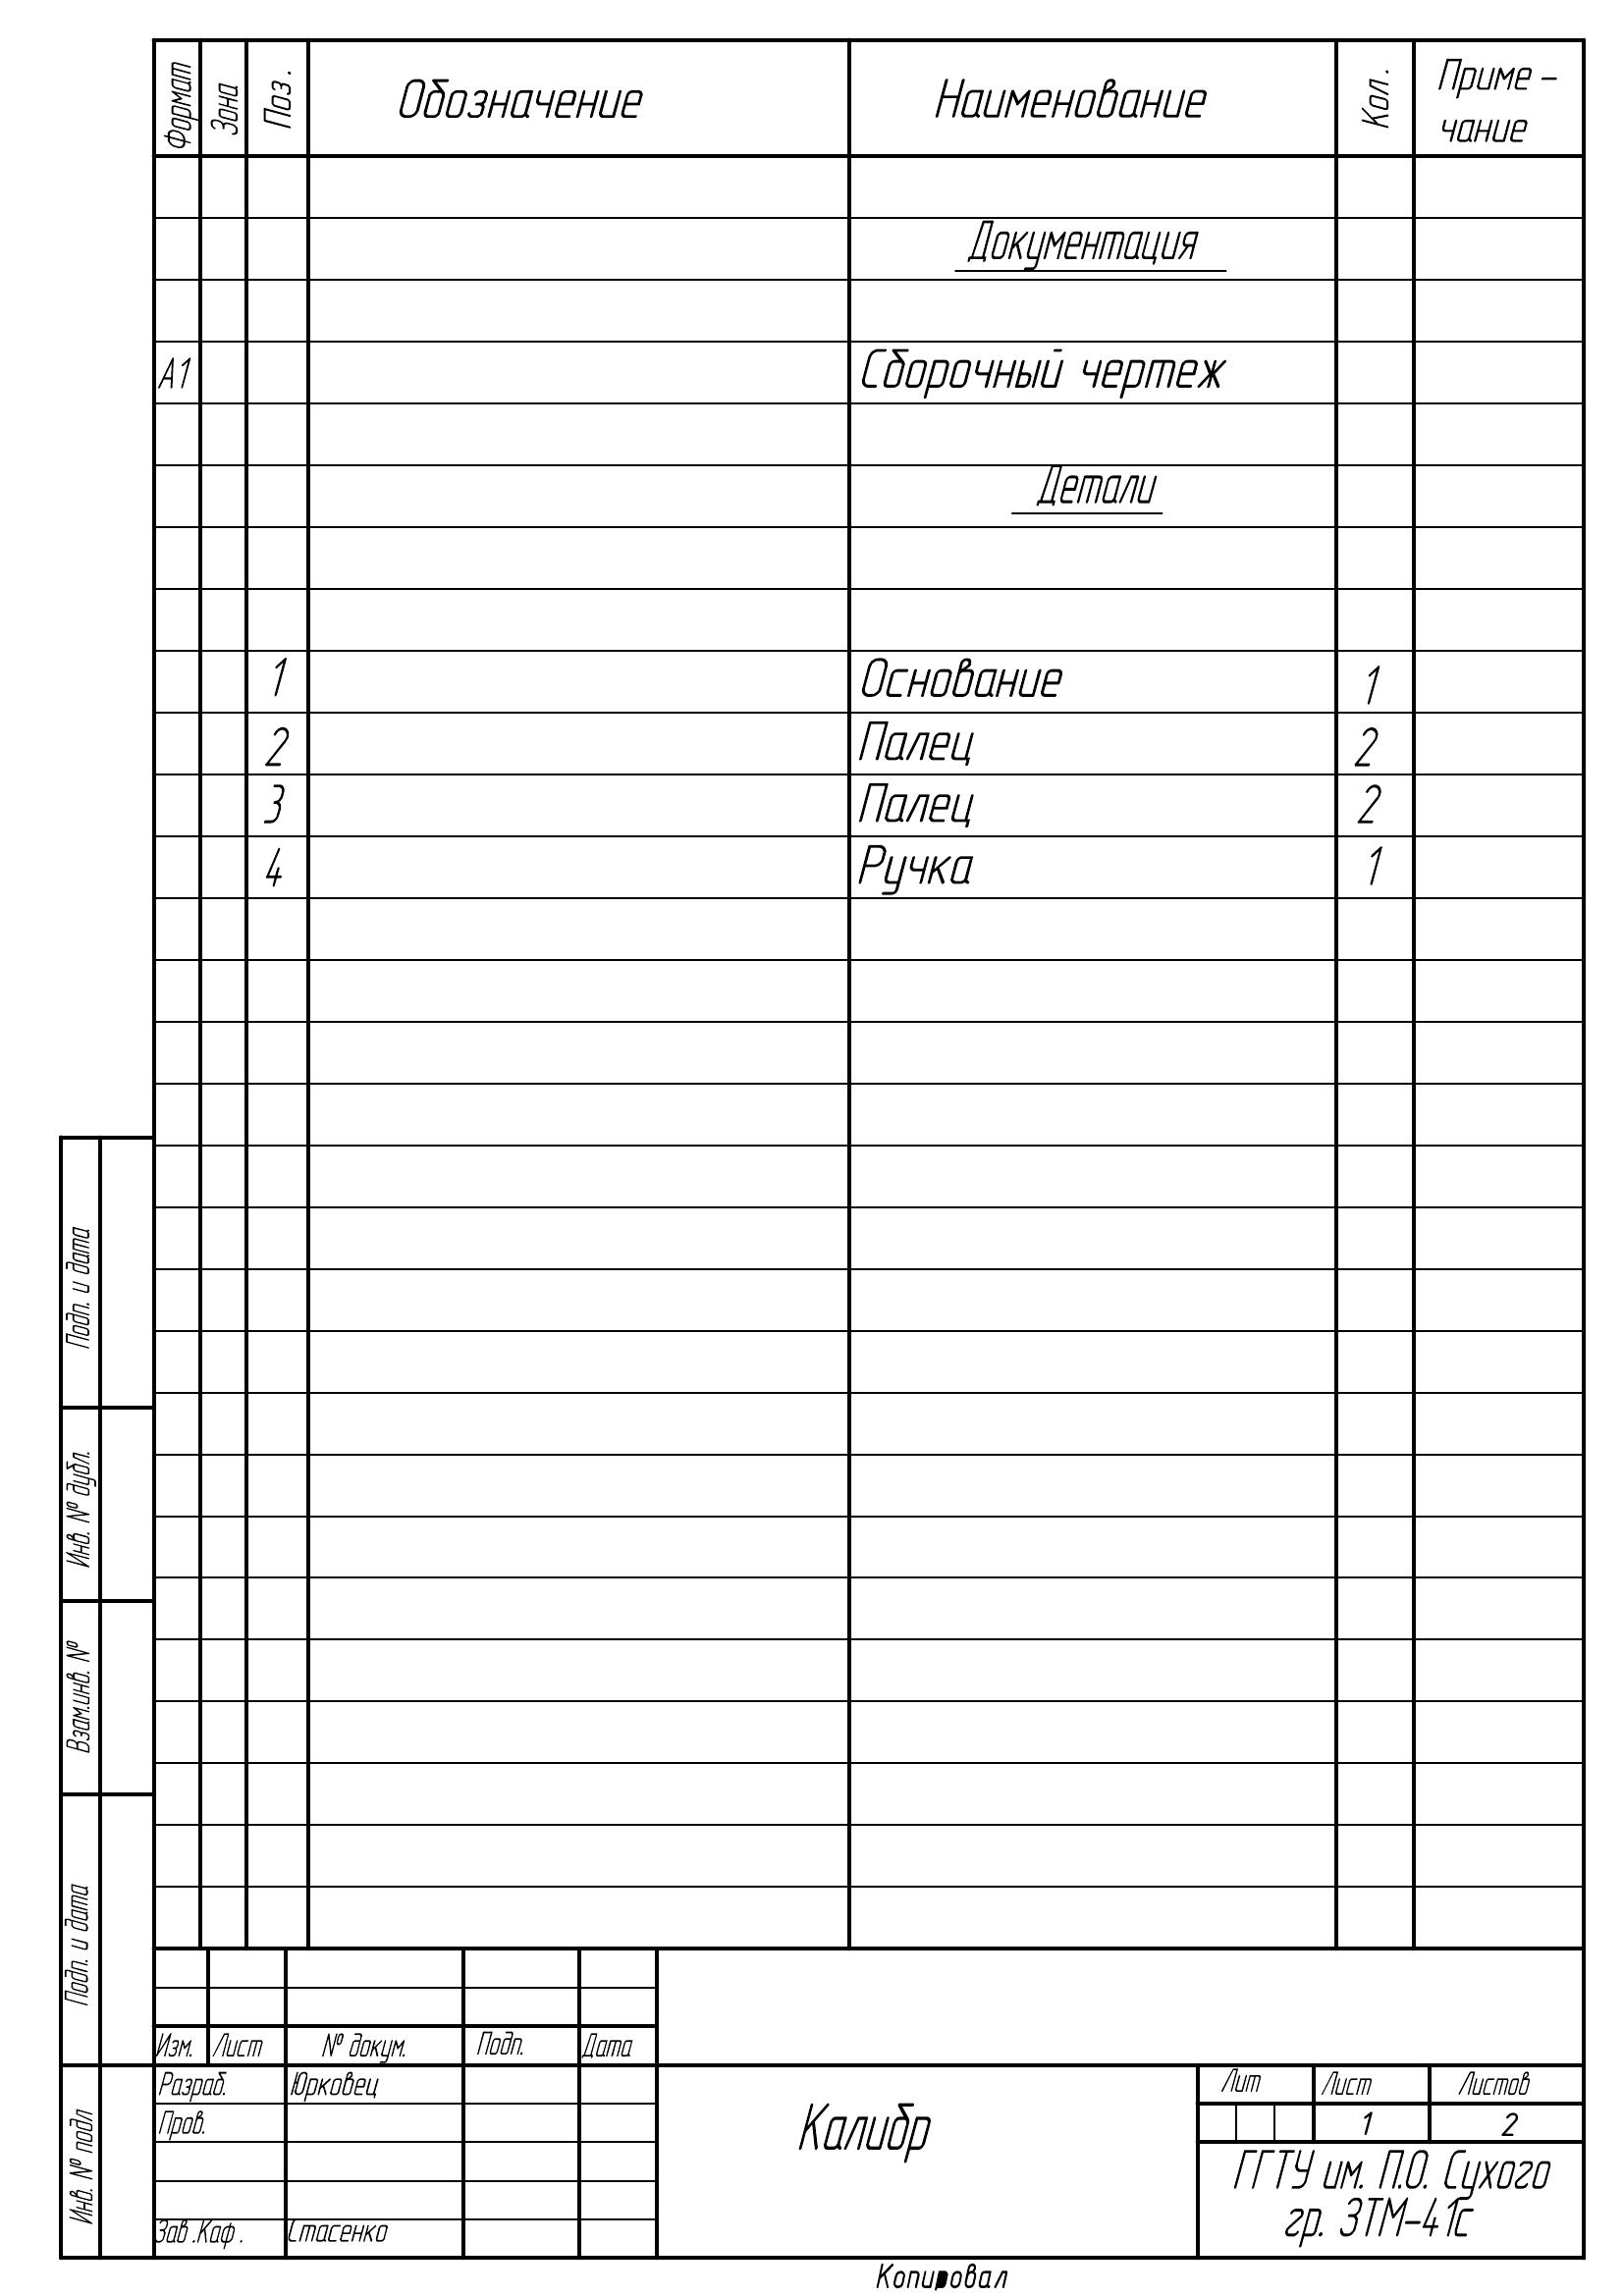 Формат Зона Поз. Обозначение Наименование Кол. Приме-
чание
Документация
А1 Сборочный чертеж
Детали
1 Основание 1
2 Палец 2
3 Палец 2
4 Ручка 1
Подп. и дата
Инв. № дубл.
Взам.инв. №
Подп. и дата
Инв. № подл
Изм. Лист № докум. Подп. Дата
Разраб. Юрковец
Пров.
Зав.Каф. Стасенко
Калибр
Лит Лист Листов
1 2
ГГТУ им. П.О. Сухого
гр. ЗТМ-41с
Копировал